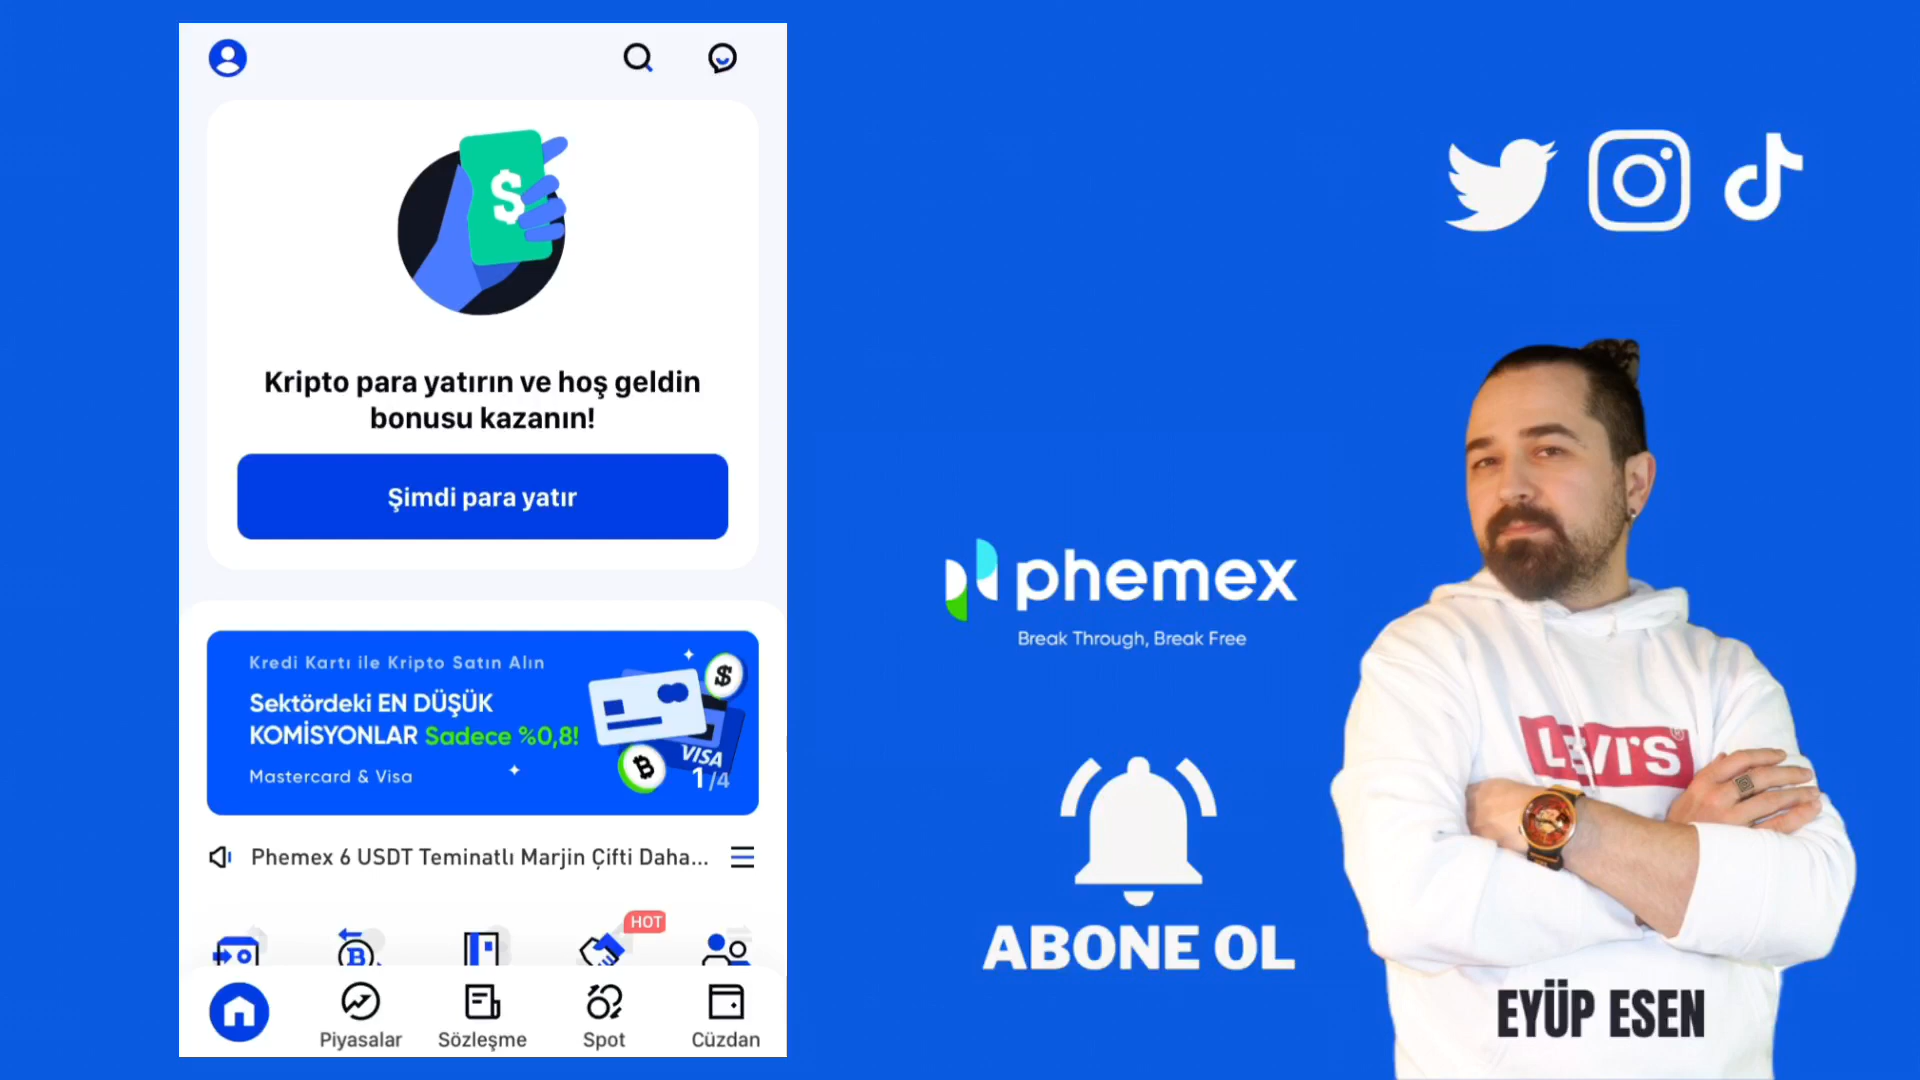 Kripto para yatırın ve hoş geldin
bonusu kazanın!
Şimdi para yatır
Kredi Kartı ile Kripto Satın Alın
Sektördeki EN DÜŞÜK
KOMİSYONLAR Sadece %0,8!
Mastercard & Visa
VISA
1/4
Phemex 6 USDT Teminatlı Marjin Çifti Daha...
HOT
Piyasalar
Sözleşme
Spot
Cüzdan
phemex
Break Through, Break Free
ABONE OL
LEVI'S
EYÜP ESEN